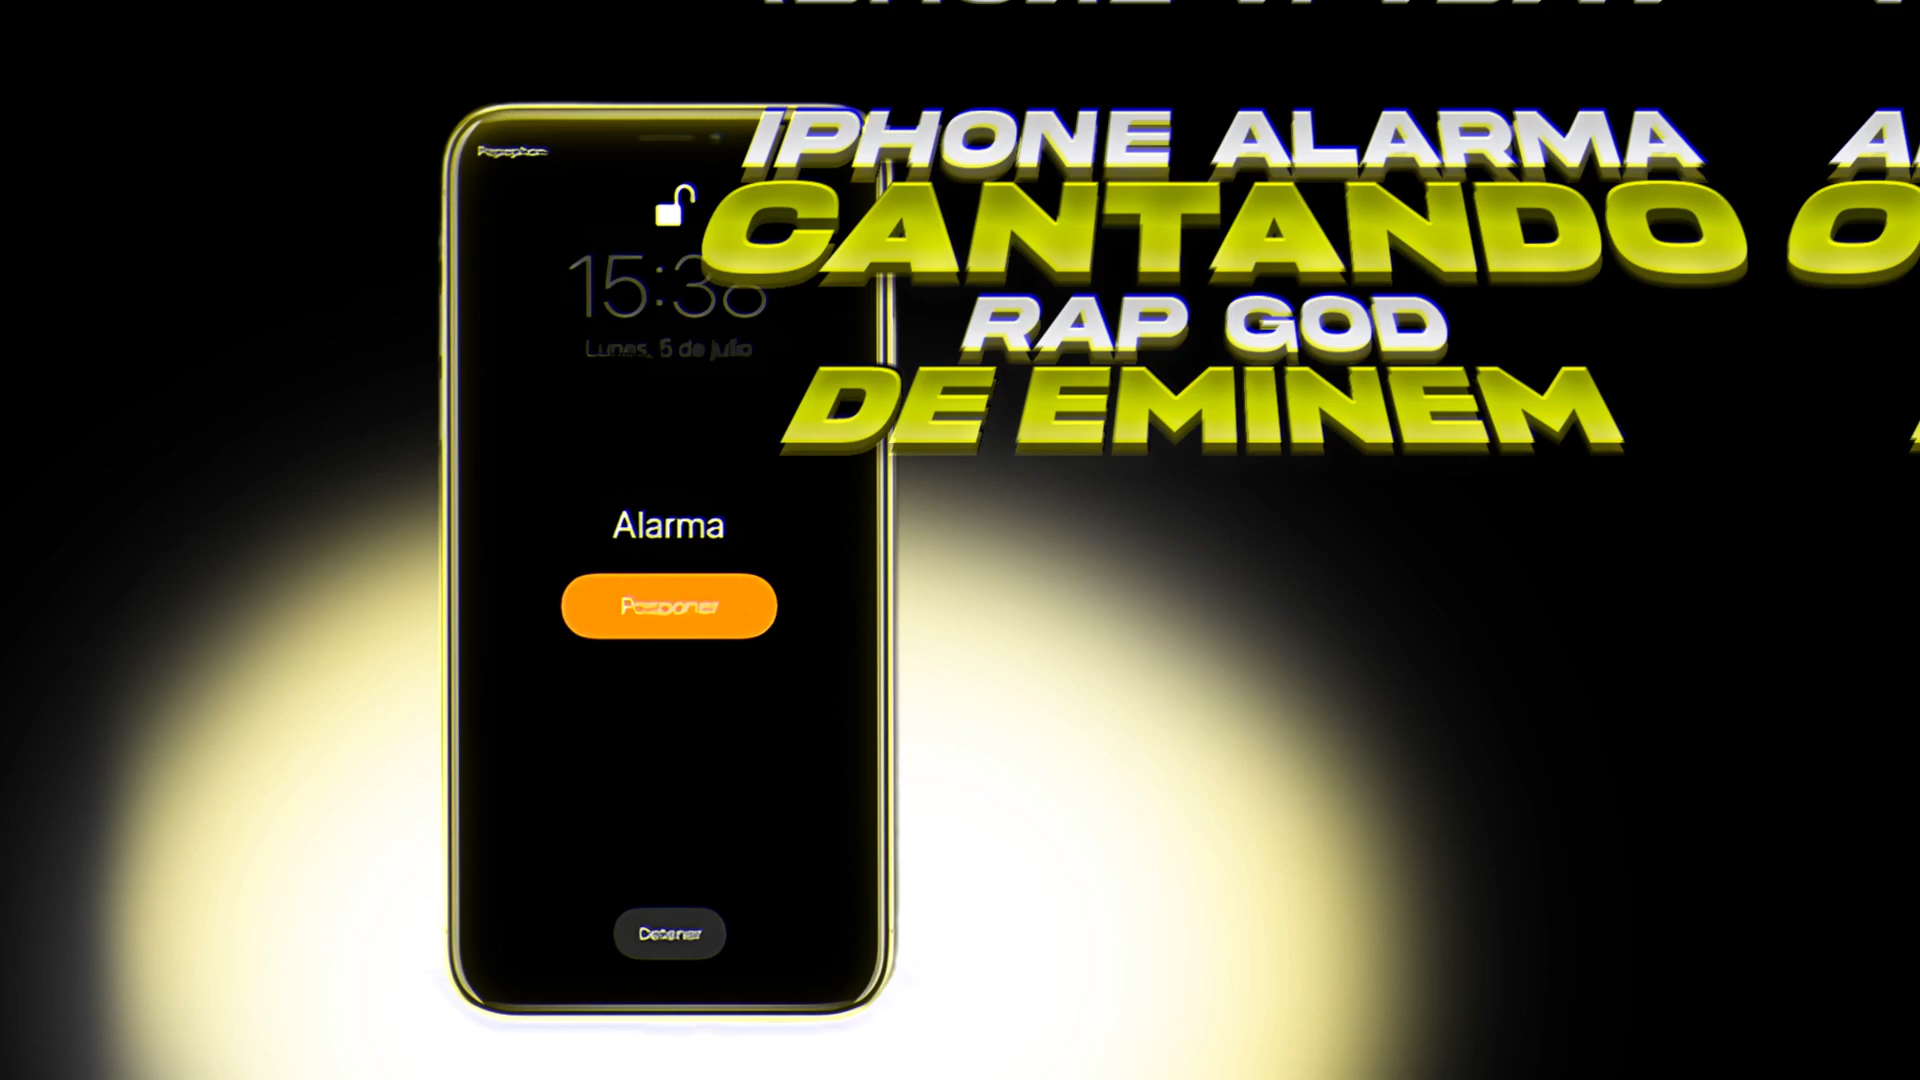 IPHONE ALARMA
CANTANDO
RAP GOD
DE EMINEM
15:38
Lunes, 5 de julio
Alarma
Posponer
Detener